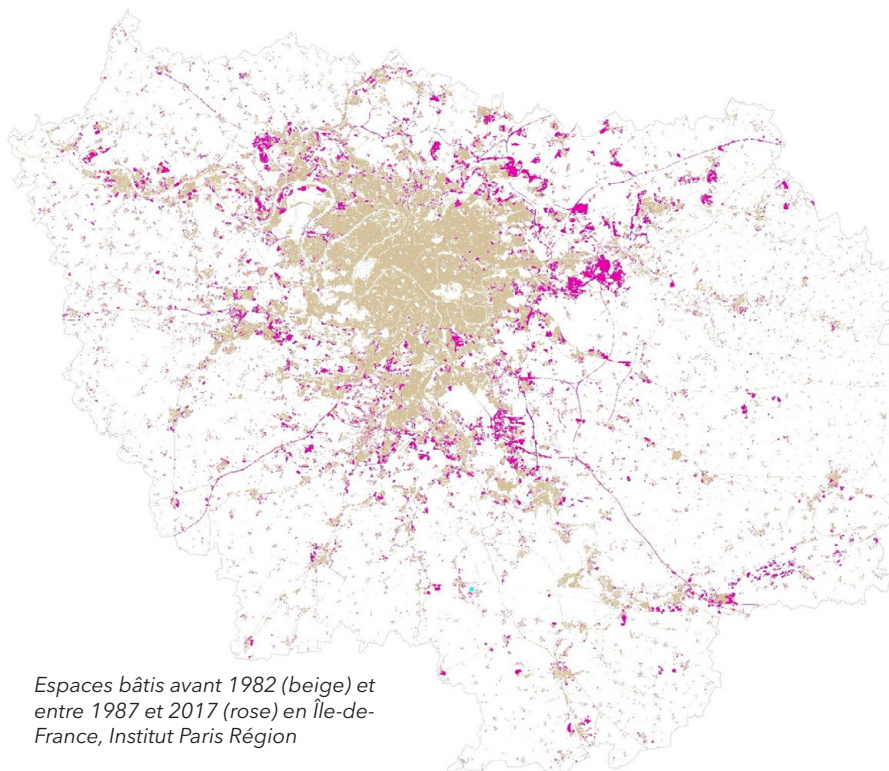 Espaces bâtis avant 1982 (beige) et
entre 1987 et 2017 (rose) en Île-de-
France, Institut Paris Région